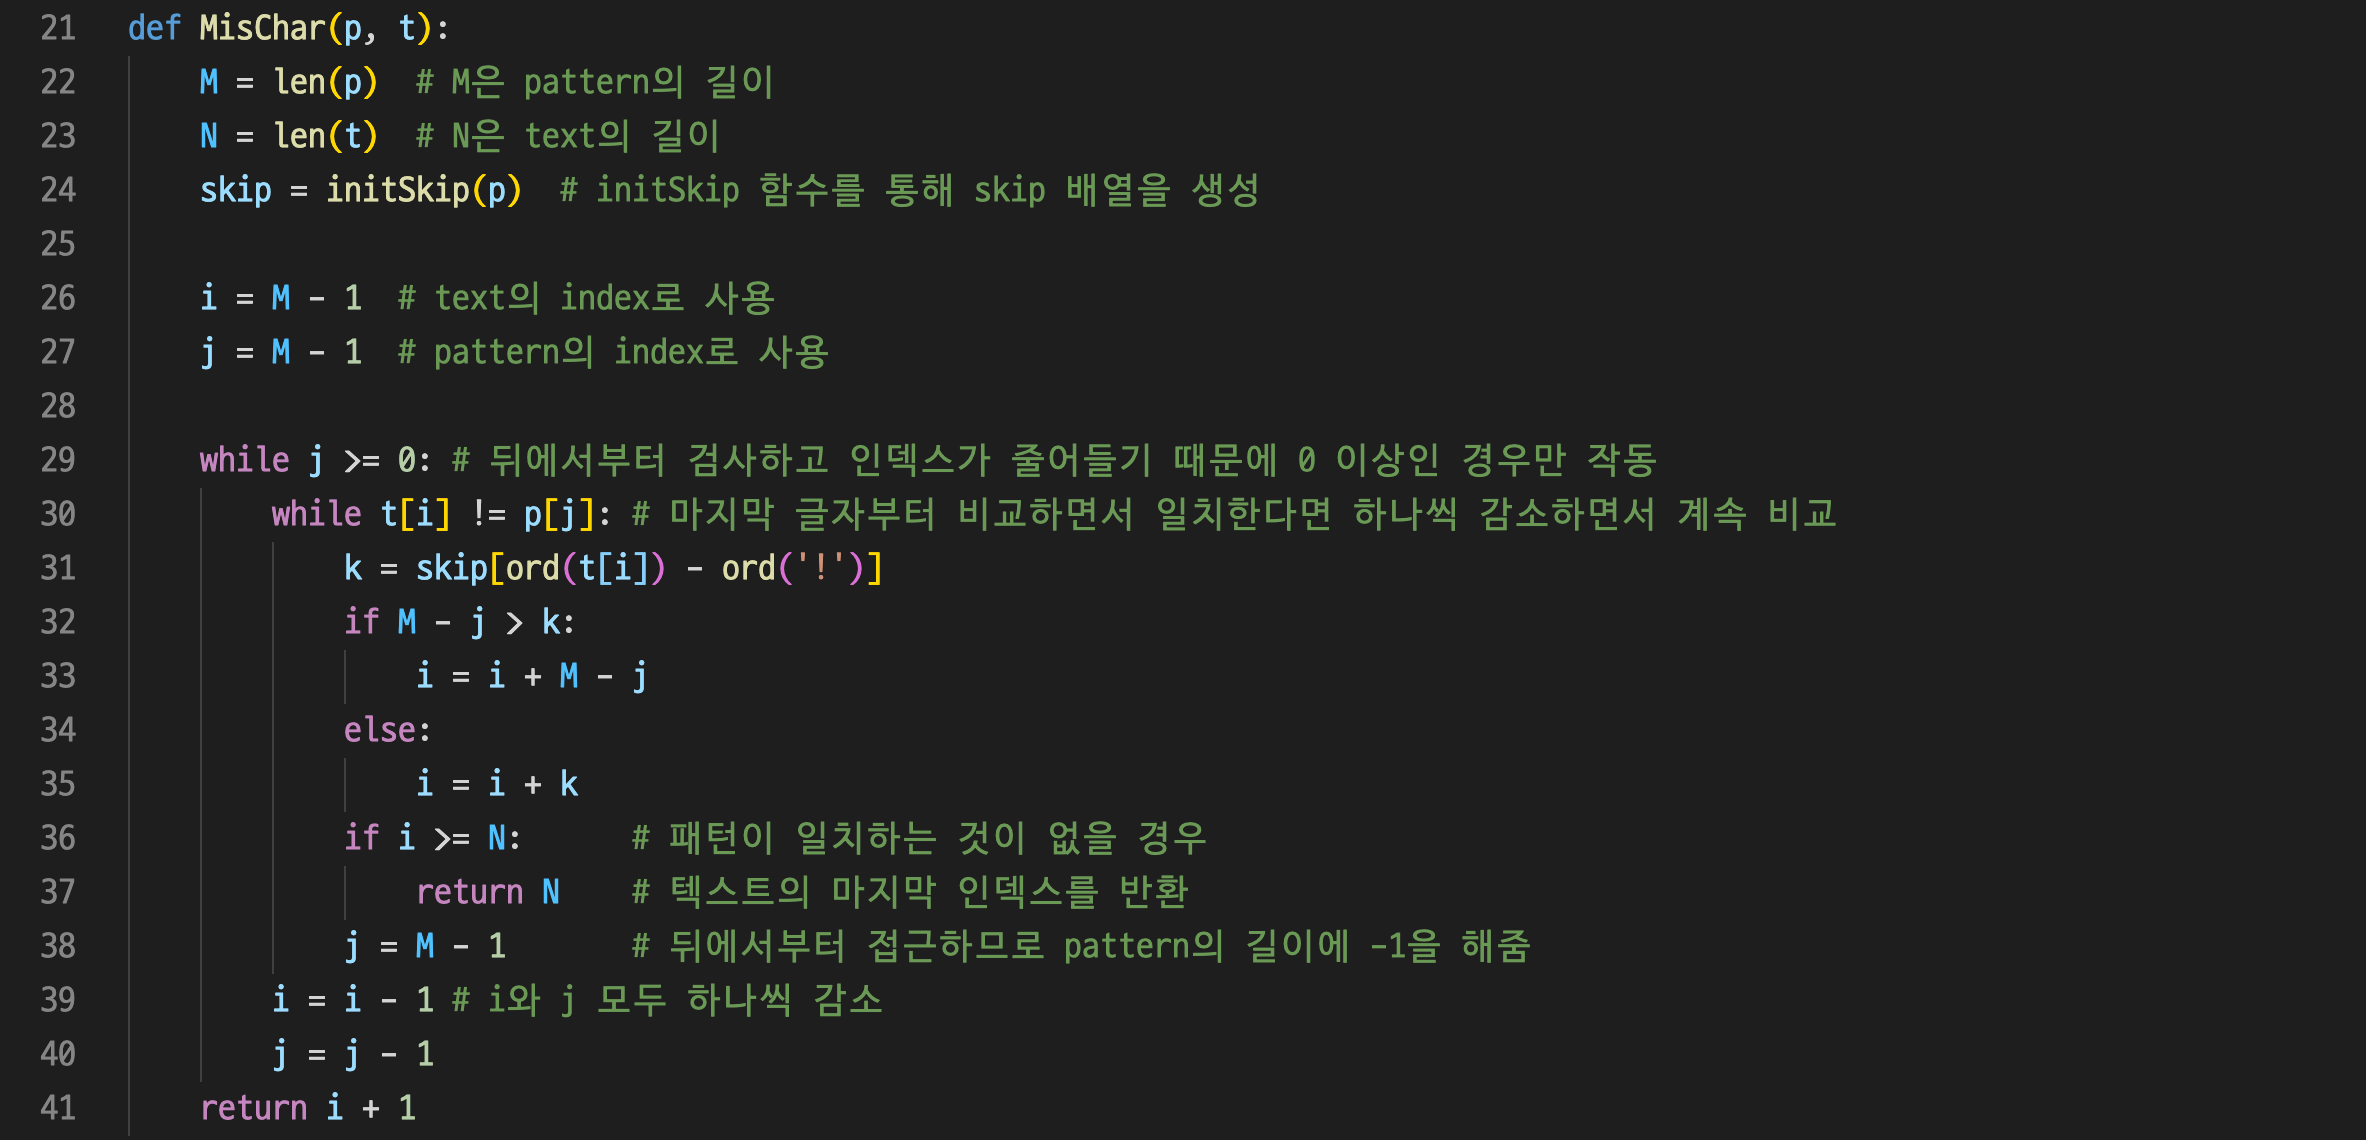 21 def MisChar(p, t):
22     M = len(p)  # M은 pattern의 길이
23     N = len(t)  # N은 text의 길이
24     skip = initSkip(p)  # initSkip 함수를 통해 skip 배열을 생성
25
26     i = M - 1  # text의 index로 사용
27     j = M - 1  # pattern의 index로 사용
28
29     while j >= 0: # 뒤에서부터 검사하고 인덱스가 줄어들기 때문에 0 이상인 경우만 작동
30         while t[i] != p[j]: # 마지막 글자부터 비교하면서 일치한다면 하나씩 감소하면서 계속 비교
31             k = skip[ord(t[i]) - ord('!')]
32             if M - j > k:
33                 i = i + M - j
34             else:
35                 i = i + k
36             if i >= N:      # 패턴이 일치하는 것이 없을 경우
37                 return N    # 텍스트의 마지막 인덱스를 반환
38             j = M - 1       # 뒤에서부터 접근하므로 pattern의 길이에 -1을 해줌
39         i = i - 1 # i와 j 모두 하나씩 감소
40         j = j - 1
41     return i + 1